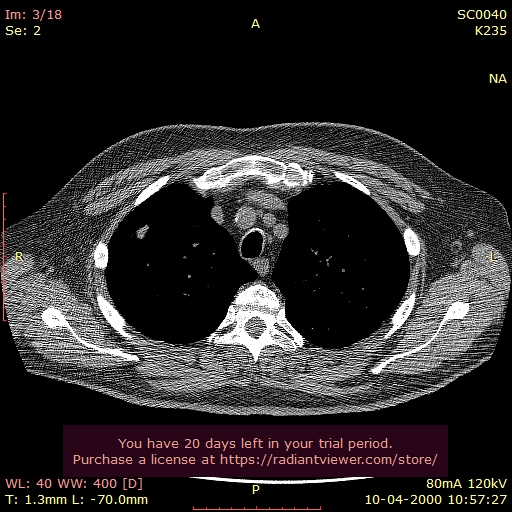 Im: 3/18
Se: 2
A
SC0040
K235
NA
R
L
You have 20 days left in your trial period.
Purchase a license at https://radiantviewer.com/store/
WL: 40 WW: 400 [D]
T: 1.3mm L: -70.0mm
P
80mA 120kV
10-04-2000 10:57:27